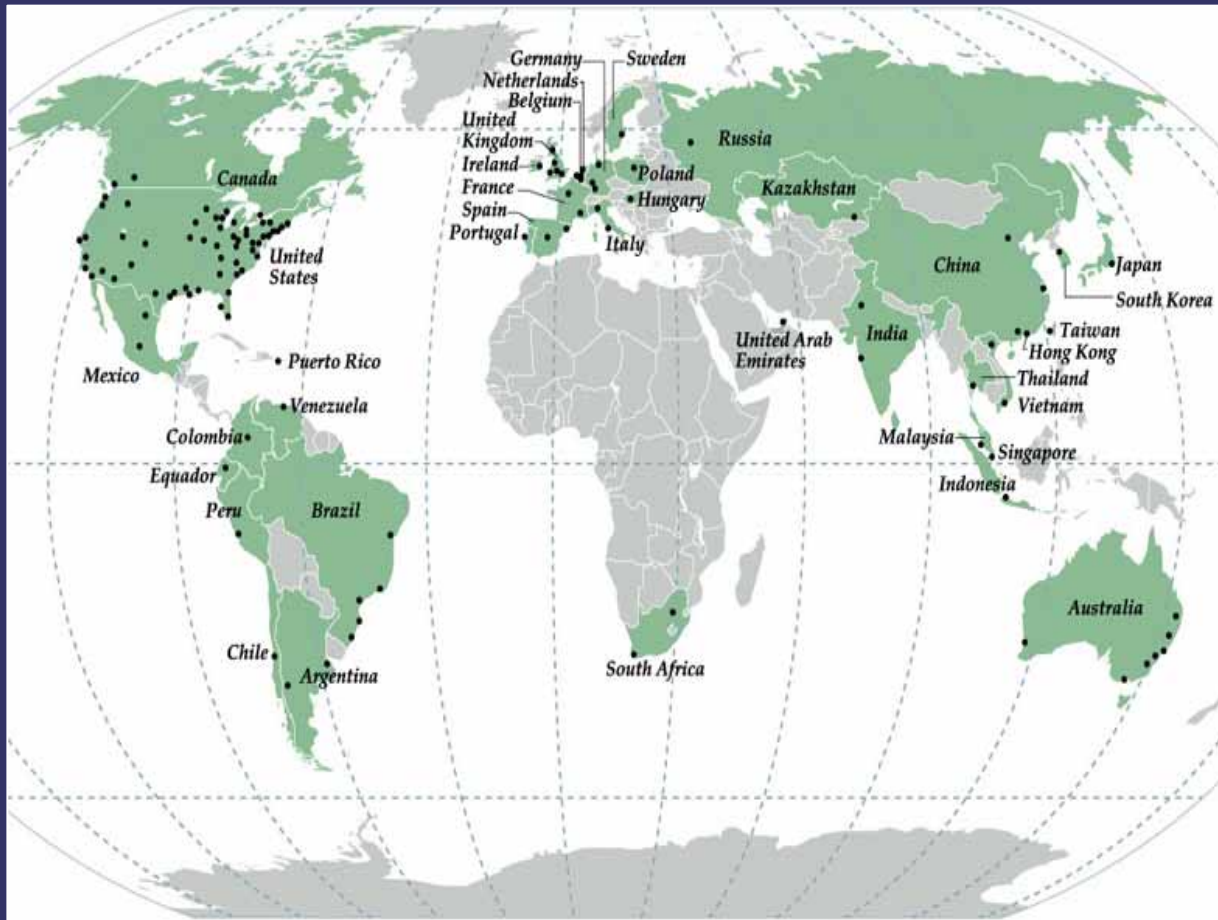 Germany
Sweden
Netherlands
Belgium
United
Kingdom
Ireland
France
Spain
Portugal
Poland
Hungary
Italy
Russia
Kazakhstan
Canada
United
States
Mexico
Puerto Rico
Venezuela
Colombia
Equador
Peru
Brazil
Chile
Argentina
South Africa
United Arab
Emirates
India
China
Japan
South Korea
Taiwan
Hong Kong
Thailand
Vietnam
Malaysia
Singapore
Indonesia
Australia